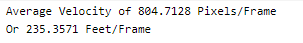 Average Velocity of 804.7128 Pixels/Frame
Or 235.3571 Feet/Frame